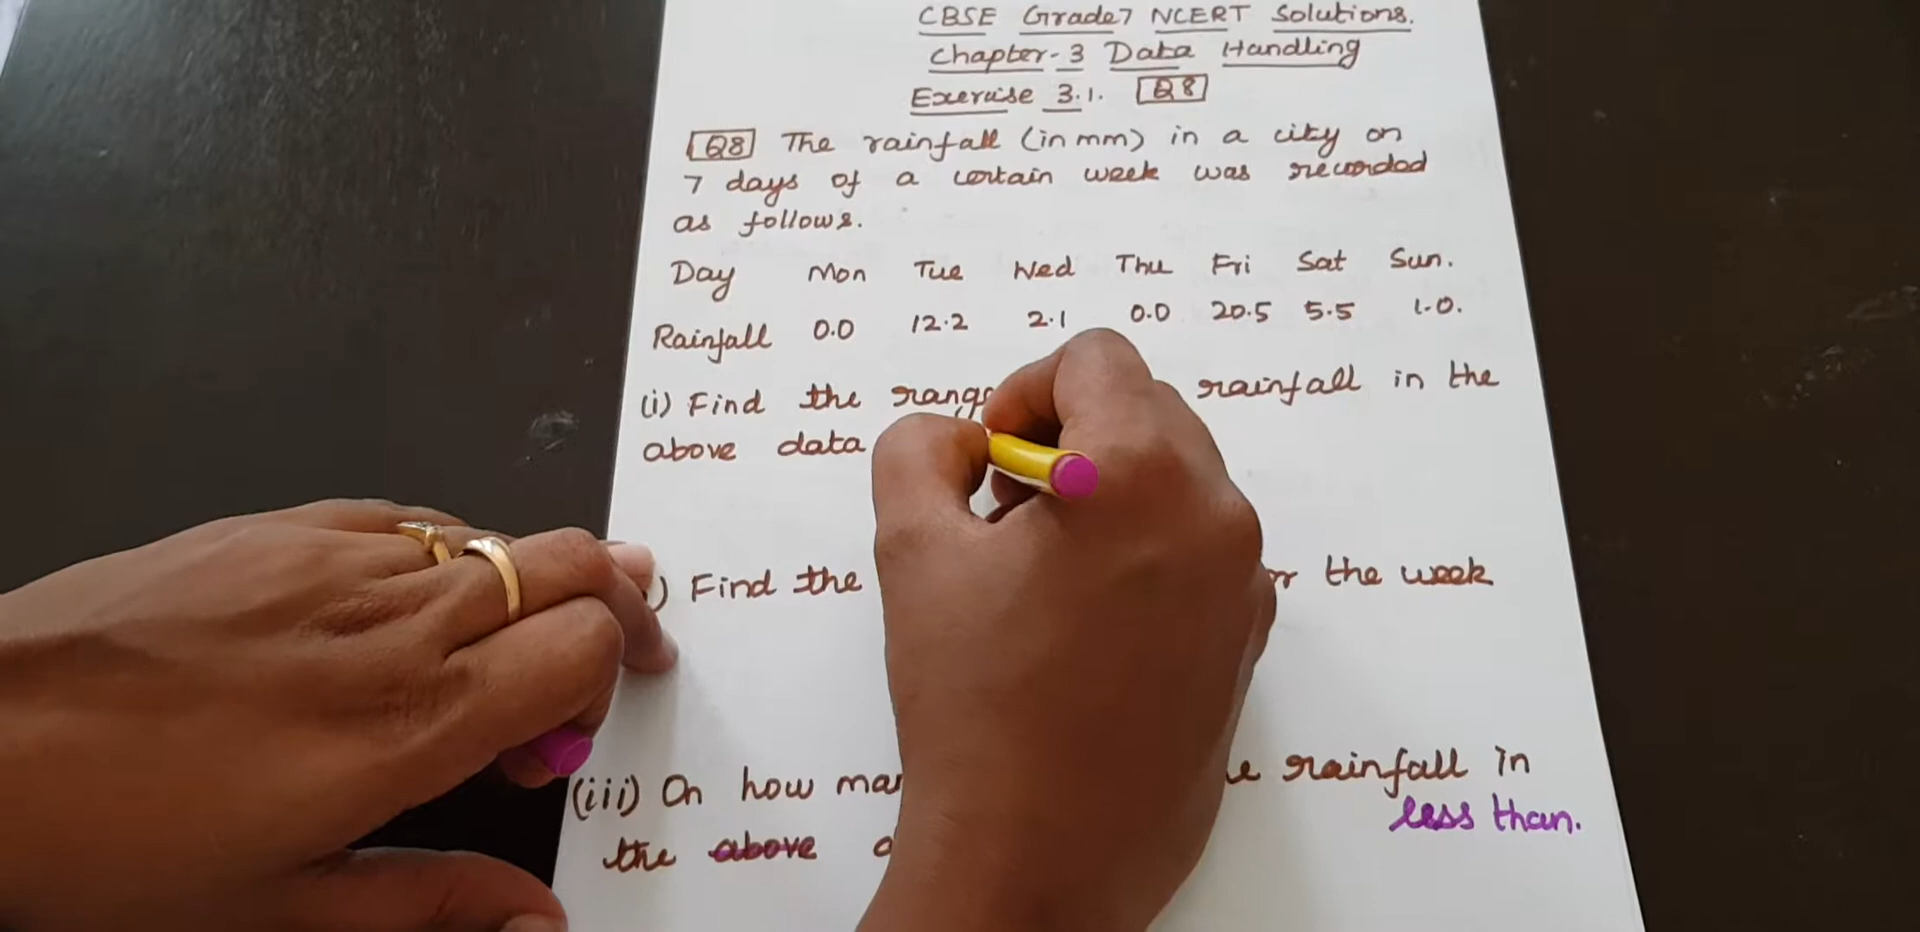 CBSE Grade7 NCERT Solutions.
Chapter-3 Data Handling
Exercise 3.1. Q8
Q8 The rainfall (in mm) in a city on
7 days of a certain week was recorded
as follows.
Day Mon Tue Wed Thu Fri Sat Sun.
Rainfall 0.0 12.2 2.1 0.0 20.5 5.5 1.0.
(i) Find the rainfall in the
above data
) Find the the week
(iii) On how rainfall in
less than.
the above